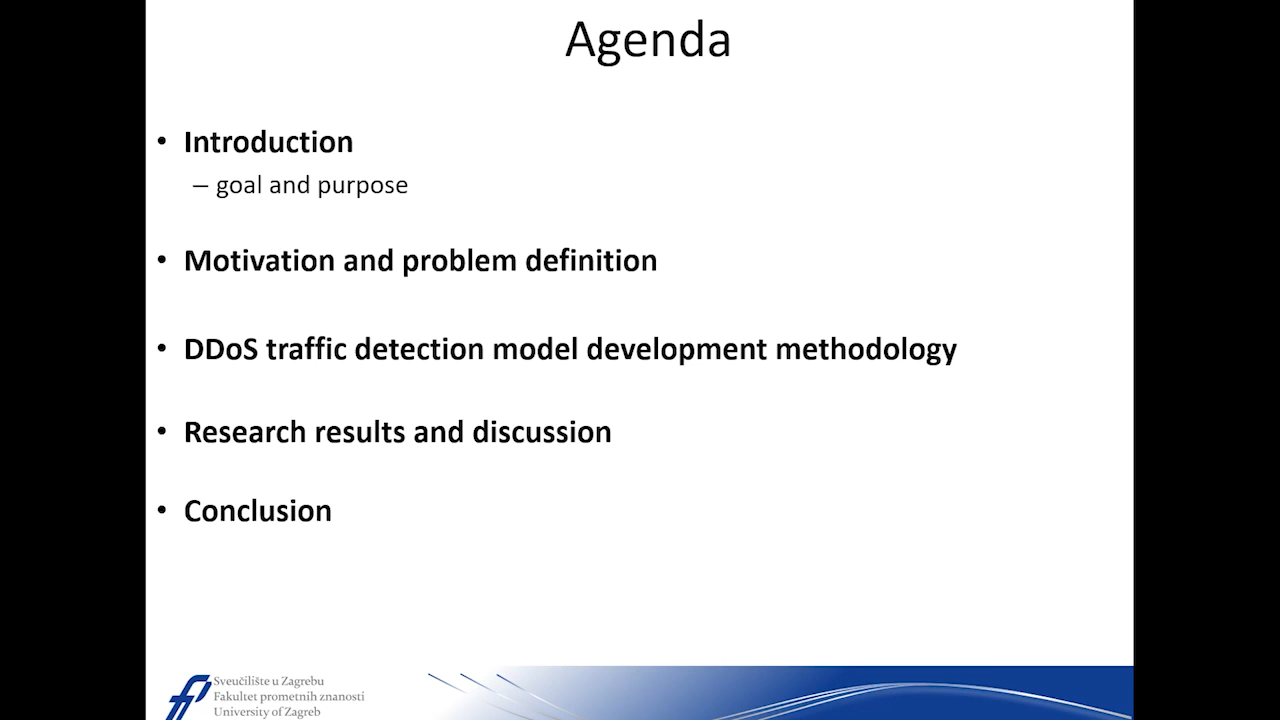 Agenda
• Introduction
– goal and purpose
• Motivation and problem definition
• DDoS traffic detection model development methodology
• Research results and discussion
• Conclusion
Sveučilište u Zagrebu
Fakultet prometnih znanosti
University of Zagreb